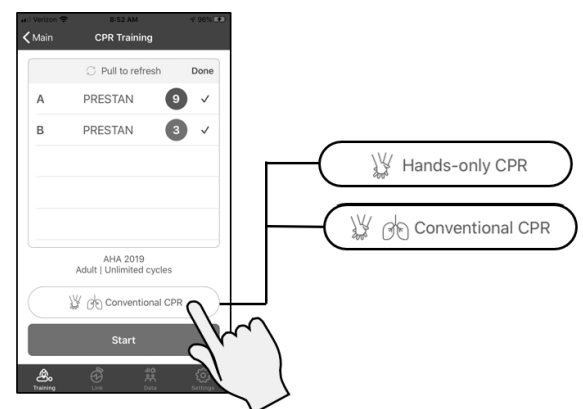 Verizon 8:52 AM 96%
Main CPR Training
Pull to refresh Done
A PRESTAN 9
B PRESTAN 3
AHA 2019
Adult | Unlimited cycles
Conventional CPR
Start
Training Link Data Settings
Hands-only CPR
Conventional CPR